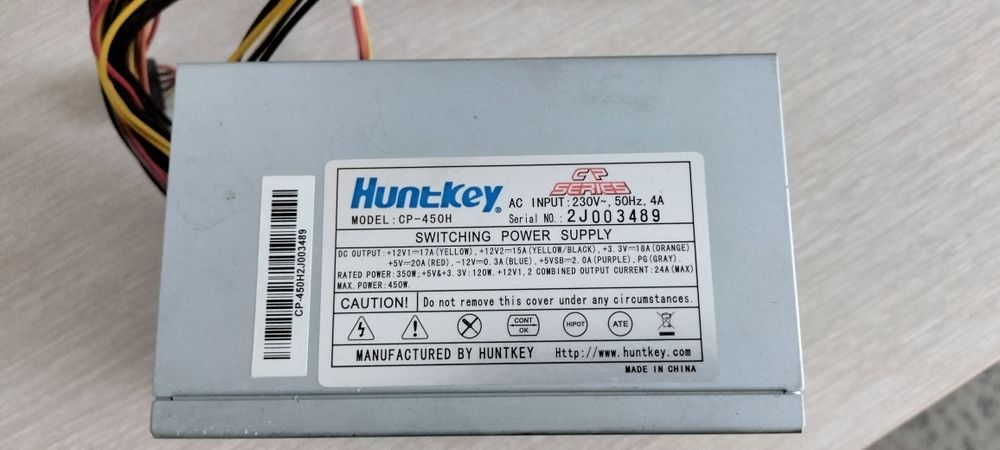 Huntkey®
CP
SERIES
MODEL:CP-450H
AC INPUT:230V~,50Hz,4A
Serial NO.: 2J003489
SWITCHING POWER SUPPLY
DC OUTPUT:+12V1⎓17A(YELLOW),+12V2⎓15A(YELLOW/BLACK),+3.3V⎓18A(ORANGE)
+5V⎓20A(RED),-12V⎓0.3A(BLUE),+5VSB⎓2.0A(PURPLE),PG(GRAY).
RATED POWER:350W;+5V&+3.3V:120W.+12V1,2 COMBINED OUTPUT CURRENT:24A(MAX)
MAX.POWER:450W.
CAUTION! Do not remove this cover under any circumstances.
CONT
OK
HIPOT
ATE
MANUFACTURED BY HUNTKEY Http://www.huntkey.com
MADE IN CHINA
CP-450H2J003489